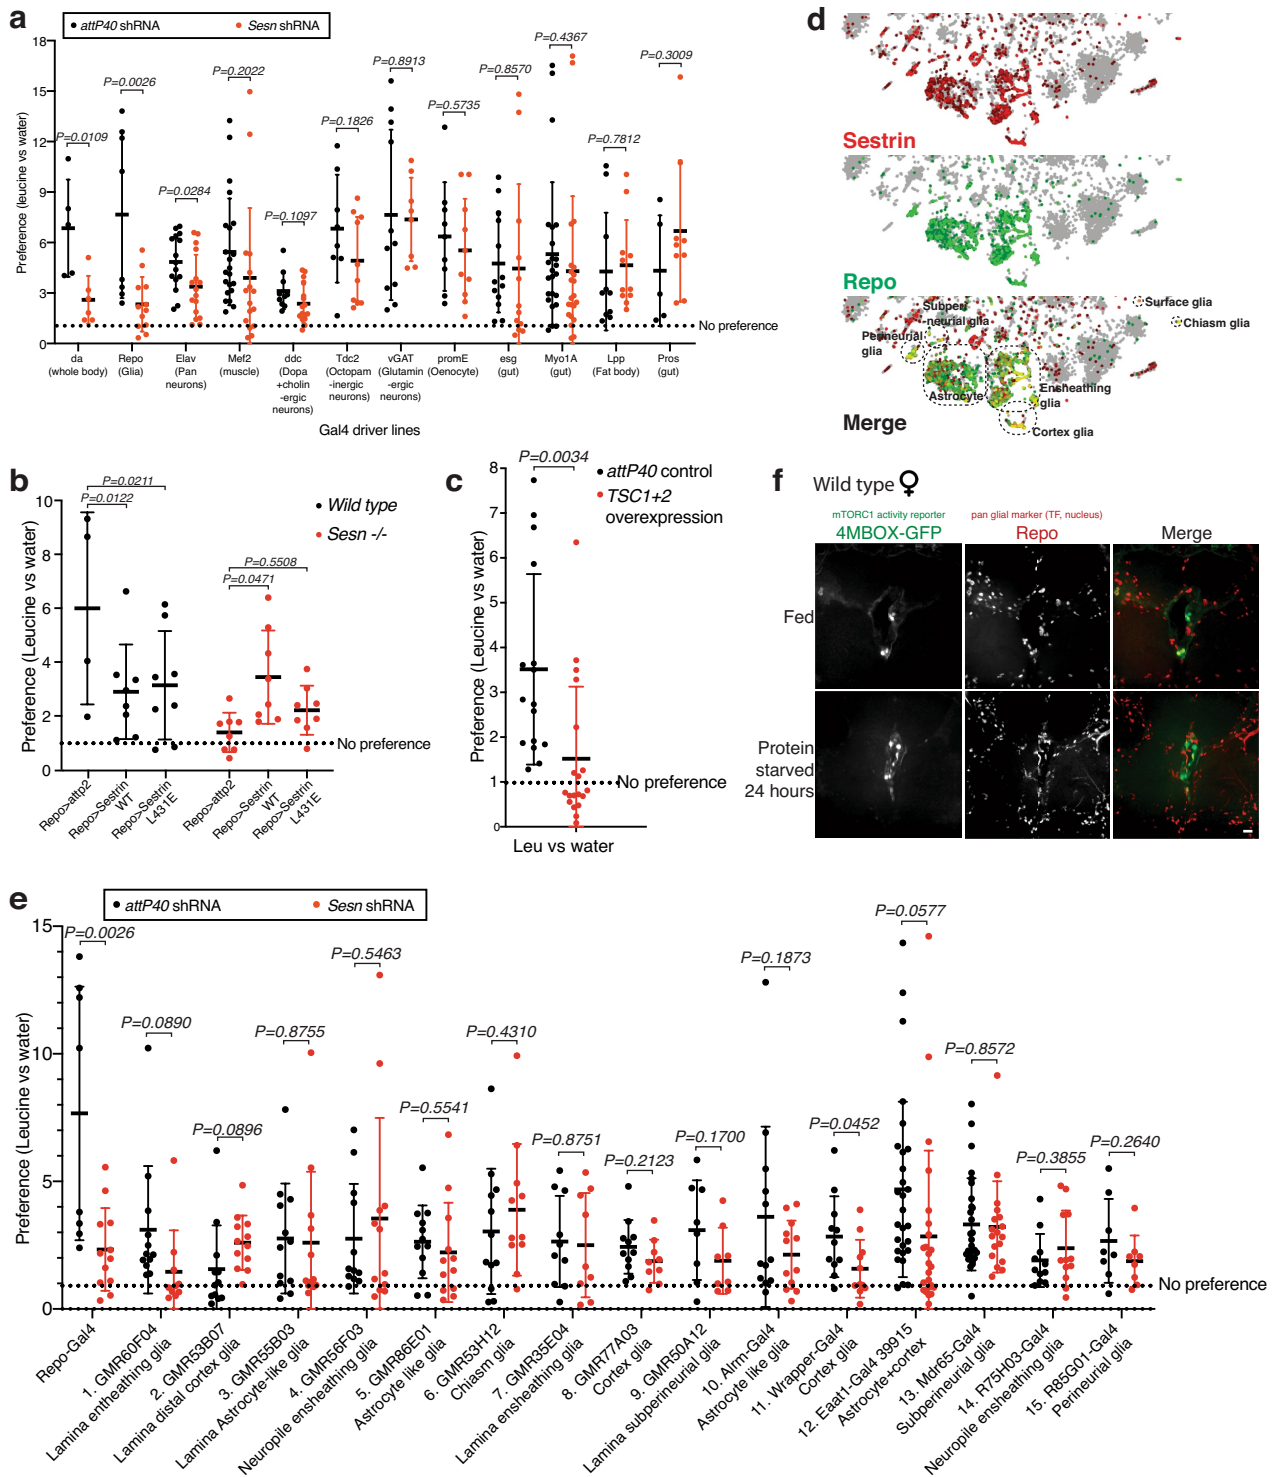 a
attP40 shRNA
Sesn shRNA
Preference (leucine vs water)
18
15
12
9
6
3
0
P=0.0109
P=0.0026
P=0.0284
P=0.2022
P=0.1097
P=0.1826
P=0.8913
P=0.5735
P=0.8570
P=0.4367
P=0.7812
P=0.3009
No preference
da
(whole body)
Repo
(Glia)
Elav
(Pan
neurons)
Mef2
(muscle)
ddc
(Dopa
+cholin
-ergic
neurons)
Tdc2
(Octopam
-inergic
neurons)
vGAT
(Glutamin
-ergic
neurons)
promE
(Oenocyte)
esg
(gut)
Myo1A
(gut)
Lpp
(Fat body)
Pros
(gut)
Gal4 driver lines
d
Sestrin
Repo
Subperi
-neurial glia
Perineurial
glia
Astrocyte
Ensheathing
glia
Cortex glia
Surface glia
Chiasm glia
Merge
b
Preference (Leucine vs water)
10
8
6
4
2
0
P=0.0211
P=0.0122
P=0.5508
P=0.0471
Wild type
Sesn -/-
No preference
Repo>attp2
Repo>Sestrin
WT
Repo>Sestrin
L431E
Repo>attp2
Repo>Sestrin
WT
Repo>Sestrin
L431E
c
Preference (Leucine vs water)
8
7
6
5
4
3
2
1
0
P=0.0034
attP40 control
TSC1+2
overexpression
No preference
Leu vs water
f
Wild type ♀
mTORC1 activity reporter
4MBOX-GFP
pan glial marker (TF, nucleus)
Repo
Merge
Fed
Protein
starved
24 hours
e
attP40 shRNA
Sesn shRNA
Preference (Leucine vs water)
15
10
5
0
P=0.0026
P=0.0890
P=0.0896
P=0.8755
P=0.5463
P=0.5541
P=0.4310
P=0.8751
P=0.2123
P=0.1700
P=0.1873
P=0.0452
P=0.0577
P=0.8572
P=0.3855
P=0.2640
No preference
Repo-Gal4
1. GMR60F04
Lamina entheathing glia
2. GMR53B07
Lamina distal cortex glia
3. GMR55B03
Lamina Astrocyte-like glia
4. GMR56F03
Neuropile ensheathing glia
5. GMR86E01
Astrocyte like glia
6. GMR53H12
Chiasm glia
7. GMR35E04
Lamina ensheathing glia
8. GMR77A03
Cortex glia
9. GMR50A12
Lamina subperineurial glia
10. Alrm-Gal4
Astrocyte like glia
11. Wrapper-Gal4
Cortex glia
12. Eaat1-Gal4 39915
Astrocyte+cortex
13. Mdr65-Gal4
Subperineurial glia
14. R75H03-Gal4
Neuropile ensheathing glia
15. R85G01-Gal4
Perineurial glia